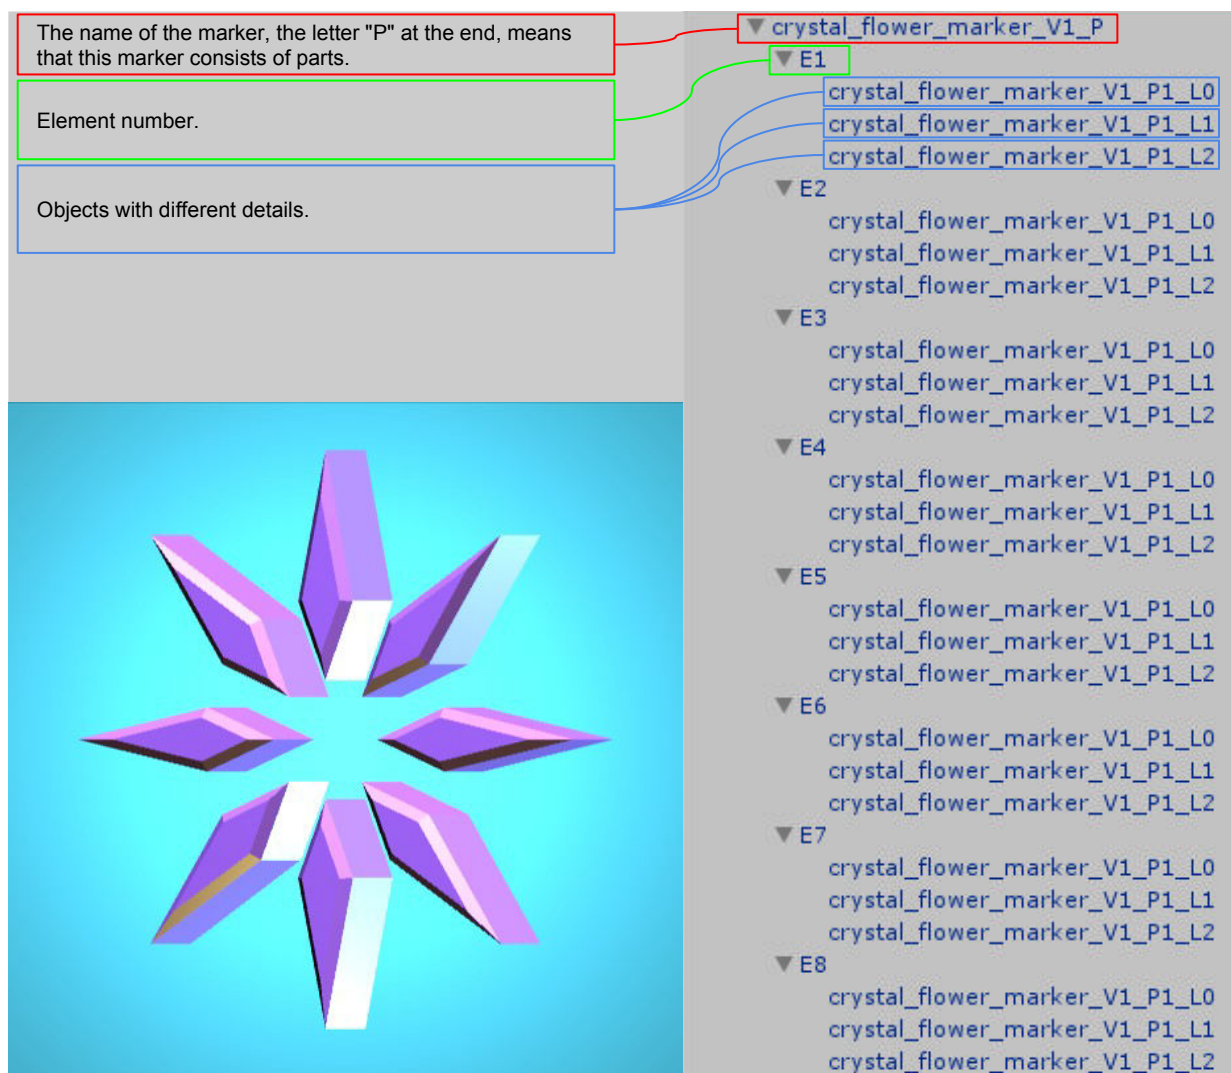 The name of the marker, the letter "P" at the end, means
that this marker consists of parts.
Element number.
Objects with different details.
crystal_flower_marker_V1_P
E1
crystal_flower_marker_V1_P1_L0
crystal_flower_marker_V1_P1_L1
crystal_flower_marker_V1_P1_L2
E2
crystal_flower_marker_V1_P1_L0
crystal_flower_marker_V1_P1_L1
crystal_flower_marker_V1_P1_L2
E3
crystal_flower_marker_V1_P1_L0
crystal_flower_marker_V1_P1_L1
crystal_flower_marker_V1_P1_L2
E4
crystal_flower_marker_V1_P1_L0
crystal_flower_marker_V1_P1_L1
crystal_flower_marker_V1_P1_L2
E5
crystal_flower_marker_V1_P1_L0
crystal_flower_marker_V1_P1_L1
crystal_flower_marker_V1_P1_L2
E6
crystal_flower_marker_V1_P1_L0
crystal_flower_marker_V1_P1_L1
crystal_flower_marker_V1_P1_L2
E7
crystal_flower_marker_V1_P1_L0
crystal_flower_marker_V1_P1_L1
crystal_flower_marker_V1_P1_L2
E8
crystal_flower_marker_V1_P1_L0
crystal_flower_marker_V1_P1_L1
crystal_flower_marker_V1_P1_L2